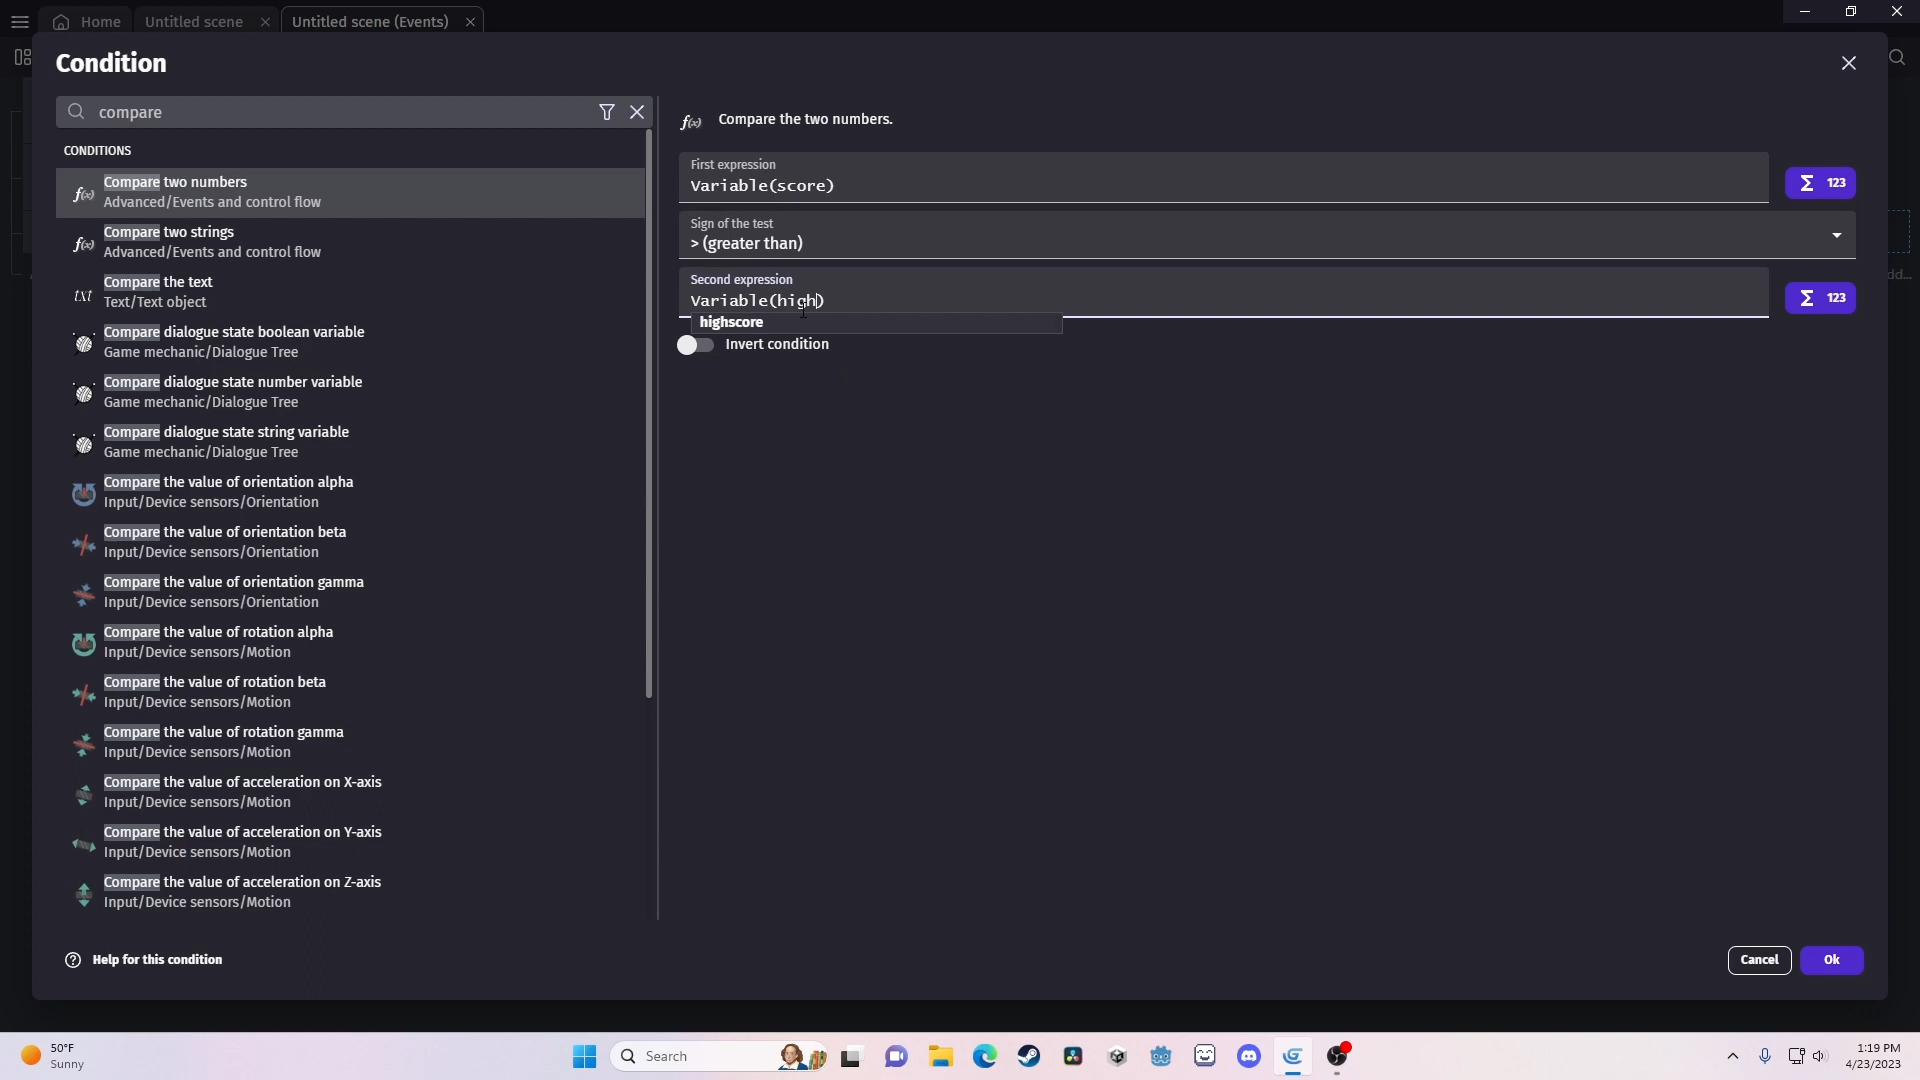 Home
Untitled scene
Untitled scene (Events)
Condition
compare
CONDITIONS
Compare two numbers
Advanced/Events and control flow
Compare two strings
Advanced/Events and control flow
Compare the text
Text/Text object
Compare dialogue state boolean variable
Game mechanic/Dialogue Tree
Compare dialogue state number variable
Game mechanic/Dialogue Tree
Compare dialogue state string variable
Game mechanic/Dialogue Tree
Compare the value of orientation alpha
Input/Device sensors/Orientation
Compare the value of orientation beta
Input/Device sensors/Orientation
Compare the value of orientation gamma
Input/Device sensors/Orientation
Compare the value of rotation alpha
Input/Device sensors/Motion
Compare the value of rotation beta
Input/Device sensors/Motion
Compare the value of rotation gamma
Input/Device sensors/Motion
Compare the value of acceleration on X-axis
Input/Device sensors/Motion
Compare the value of acceleration on Y-axis
Input/Device sensors/Motion
Compare the value of acceleration on Z-axis
Input/Device sensors/Motion
f(x) Compare the two numbers.
First expression
Variable(score)
Σ 123
Sign of the test
> (greater than)
Second expression
Variable(high)
Σ 123
highscore
Invert condition
Help for this condition
Cancel
Ok
50°F
Sunny
Search
1:19 PM
4/23/2023